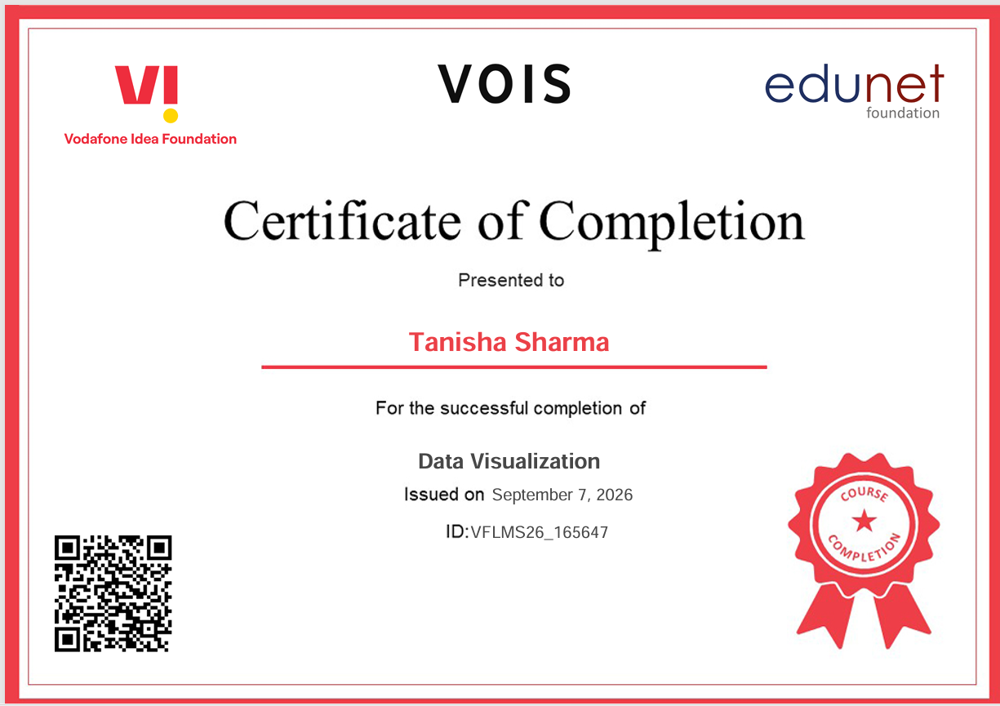 VI
Vodafone Idea Foundation
VOIS
edunet
foundation
Certificate of Completion
Presented to
Tanisha Sharma
For the successful completion of
Data Visualization
Issued on September 7, 2026
ID:VFLMS26_165647
COURSE
COMPLETION